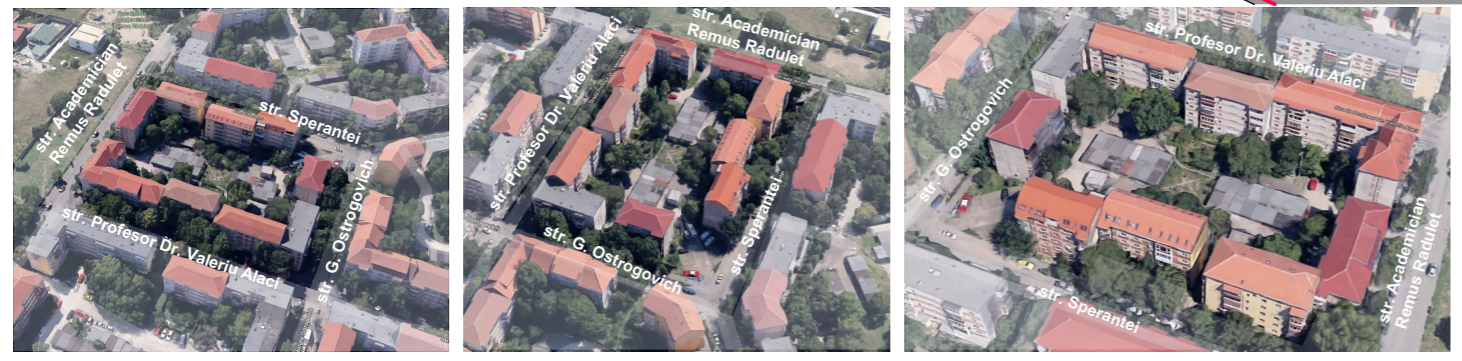 str. Academician
Remus Radulet
str. Sperantei
str. G. Ostrogovich
str. Profesor Dr. Valeriu Alaci
str. Academician
Remus Radulet
str. Profesor Dr. Valeriu Alaci
str. Sperantei
str. G. Ostrogovich
str. Profesor Dr. Valeriu Alaci
str. G. Ostrogovich
str. Academician
Remus Radulet
str. Sperantei